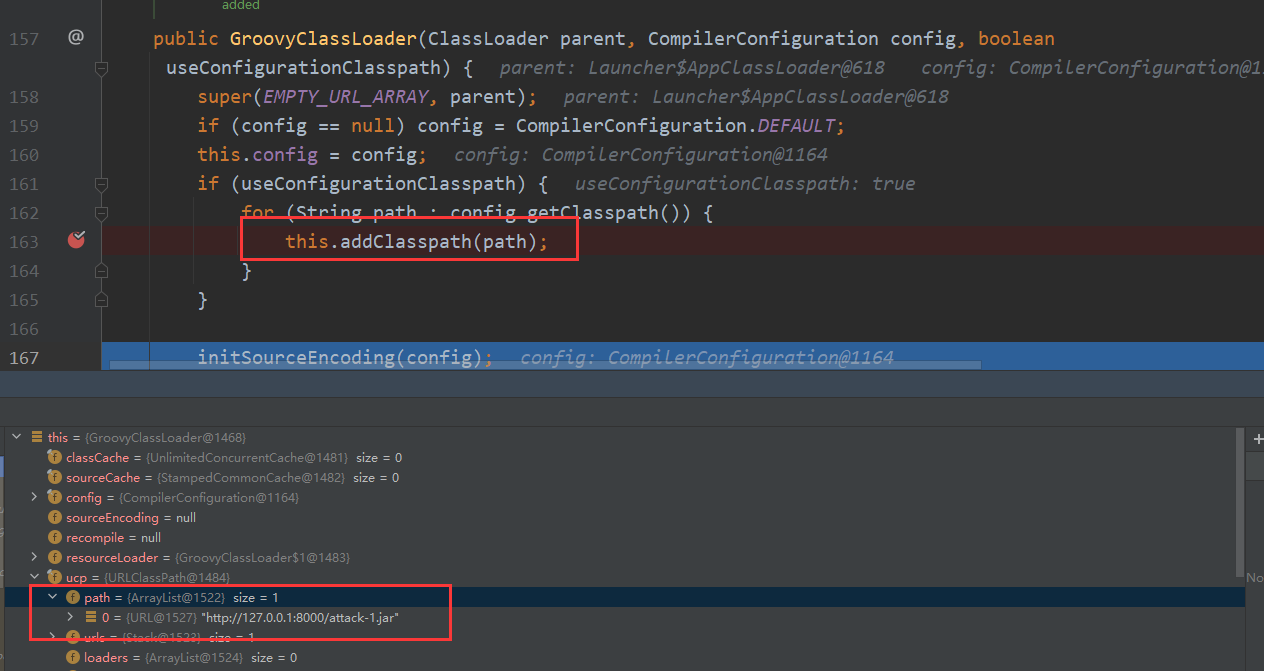 added
157 @ public GroovyClassLoader(ClassLoader parent, CompilerConfiguration config, boolean
useConfigurationClasspath) { parent: Launcher$AppClassLoader@618 config: CompilerConfiguration@1
158 super(EMPTY_URL_ARRAY, parent); parent: Launcher$AppClassLoader@618
159 if (config == null) config = CompilerConfiguration.DEFAULT;
160 this.config = config; config: CompilerConfiguration@1164
161 if (useConfigurationClasspath) { useConfigurationClasspath: true
162 for (String path : config.getClasspath()) {
163 this.addClasspath(path);
164 }
165 }
166
167 initSourceEncoding(config); config: CompilerConfiguration@1164
this = {GroovyClassLoader@1468}
classCache = {UnlimitedConcurrentCache@1481} size = 0
sourceCache = {StampedCommonCache@1482} size = 0
config = {CompilerConfiguration@1164}
sourceEncoding = null
recompile = null
resourceLoader = {GroovyClassLoader$1@1483}
ucp = {URLClassPath@1484}
No
path = {ArrayList@1522} size = 1
0 = {URL@1527} "http://127.0.0.1:8000/attack-1.jar"
urls = {Stack@1523} size = 1
loaders = {ArrayList@1524} size = 0